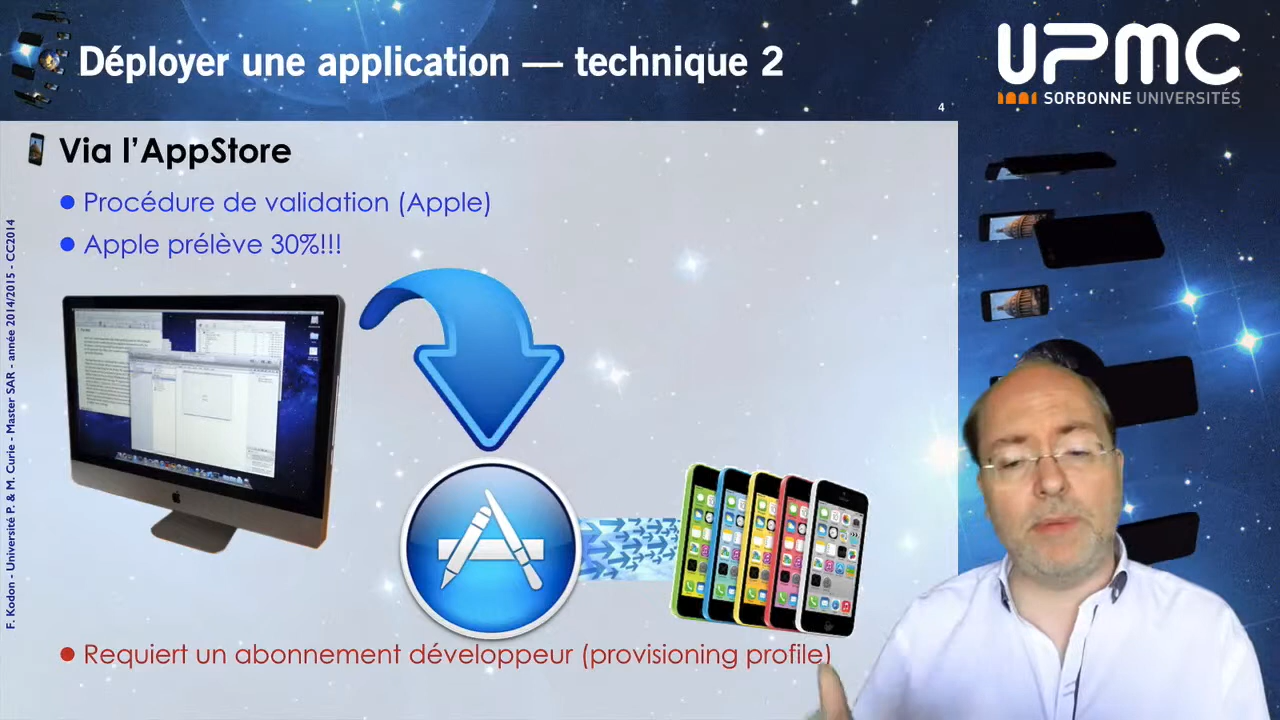 Déployer une application — technique 2
UPMC
SORBONNE UNIVERSITÉS
4
Via l'AppStore
Procédure de validation (Apple)
Apple prélève 30%!!!
Requiert un abonnement développeur (provisioning profile)
F. Kodon - Université P. & M. Curie - Master SAR - année 2014/2015 - CC2014